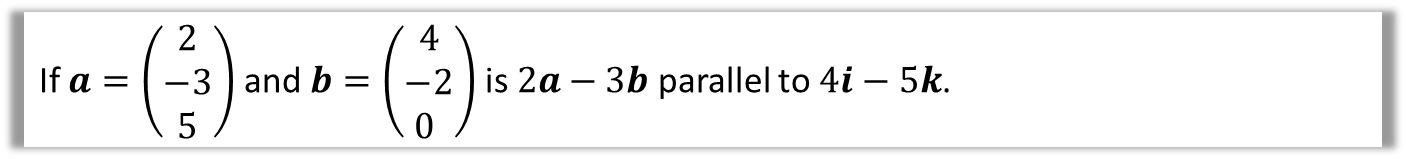 If a = (2 −3 5) and b = (4 −2 0) is 2a − 3b parallel to 4i − 5k.